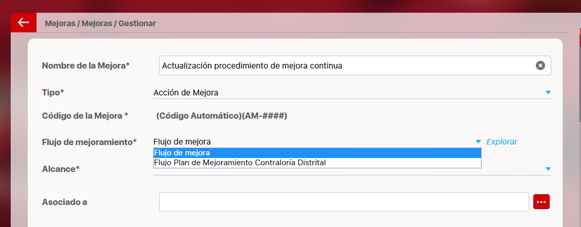 Mejoras / Mejoras / Gestionar
Nombre de la Mejora* Actualización procedimiento de mejora continua
Tipo* Acción de Mejora
Código de la Mejora * (Código Automático)(AM-####)
Flujo de mejoramiento* Flujo de mejora Explorar
Flujo de mejora
Flujo Plan de Mejoramiento Contraloría Distrital
Alcance*
Asociado a